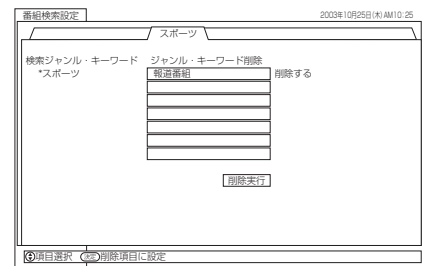 番組検索設定 2003年10月25日(木) AM10:25
スポーツ
検索ジャンル・キーワード ジャンル・キーワード削除
*スポーツ 報道番組 削除する
削除実行
項目選択 決定 削除項目に設定